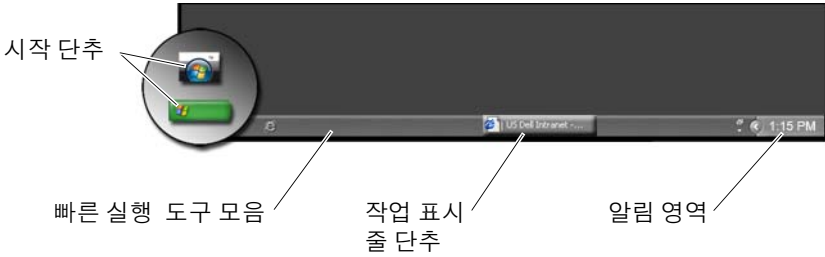 시작 단추
US Dell Intranet - ...
1:15 PM
빠른 실행 도구 모음
작업 표시
줄 단추
알림 영역